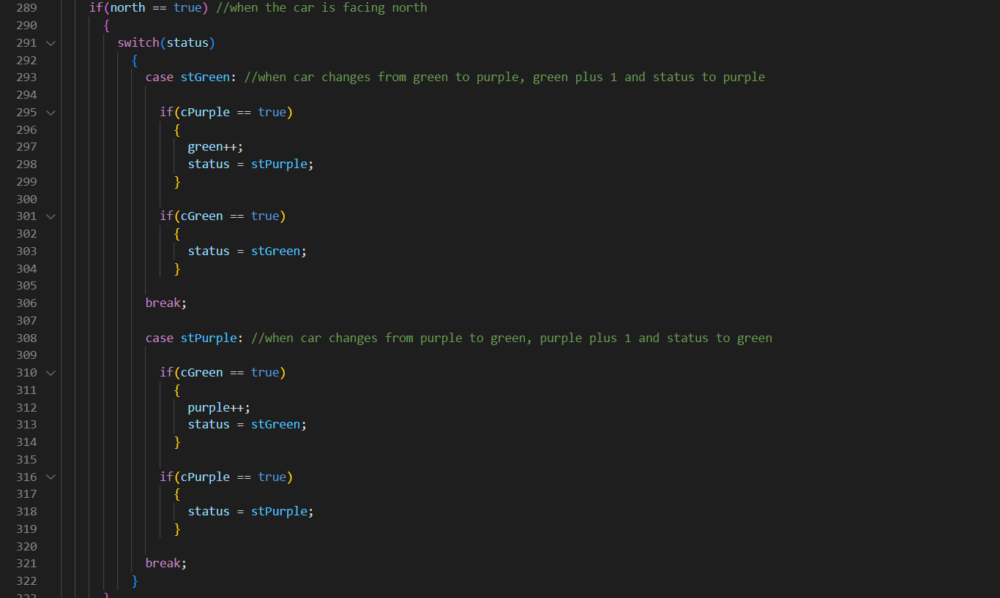 289 if(north == true) //when the car is facing north
290 {
291 switch(status)
292 {
293 case stGreen: //when car changes from green to purple, green plus 1 and status to purple
294
295 if(cPurple == true)
296 {
297 green++;
298 status = stPurple;
299 }
300
301 if(cGreen == true)
302 {
303 status = stGreen;
304 }
305
306 break;
307
308 case stPurple: //when car changes from purple to green, purple plus 1 and status to green
309
310 if(cGreen == true)
311 {
312 purple++;
313 status = stGreen;
314 }
315
316 if(cPurple == true)
317 {
318 status = stPurple;
319 }
320
321 break;
322 }
323 }